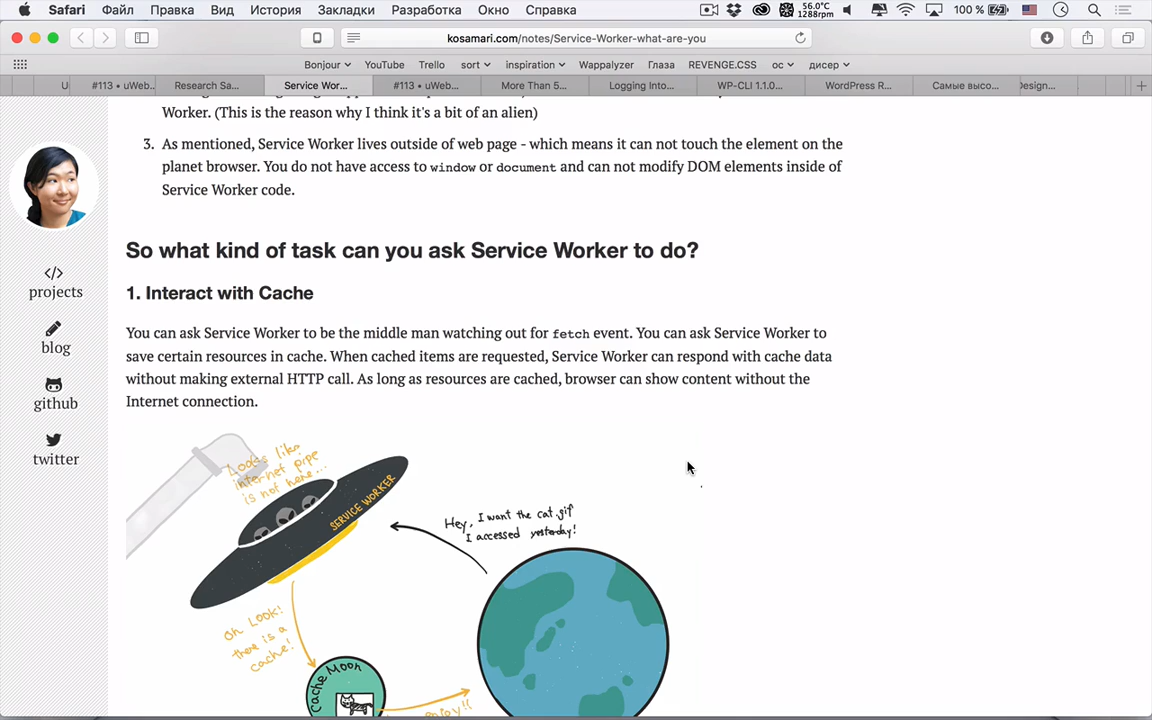 Safari Файл Правка Вид История Закладки Разработка Окно Справка 56.0°C 1288rpm 100 %
kosamari.com/notes/Service-Worker-what-are-you
Bonjour YouTube Trello sort inspiration Wappalyzer Глаза REVENGE.CSS ос дисер
U #113 • uWeb... Research Sa... Service Wor... #113 • uWeb... More Than 5... Logging Into... WP-CLI 1.1.0... WordPress R... Самые высо... Design...
Worker. (This is the reason why I think it's a bit of an alien)
3. As mentioned, Service Worker lives outside of web page - which means it can not touch the element on the
planet browser. You do not have access to window or document and can not modify DOM elements inside of
Service Worker code.
So what kind of task can you ask Service Worker to do?
1. Interact with Cache
You can ask Service Worker to be the middle man watching out for fetch event. You can ask Service Worker to
save certain resources in cache. When cached items are requested, Service Worker can respond with cache data
without making external HTTP call. As long as resources are cached, browser can show content without the
Internet connection.
</> projects
blog
github
twitter
Looks like
internet pipe
is not here...
SERVICE WORKER
Hey, I want the cat.gif
I accessed yesterday!
Oh Look!
there is a
cache!
Cache Moon
enjoy!!